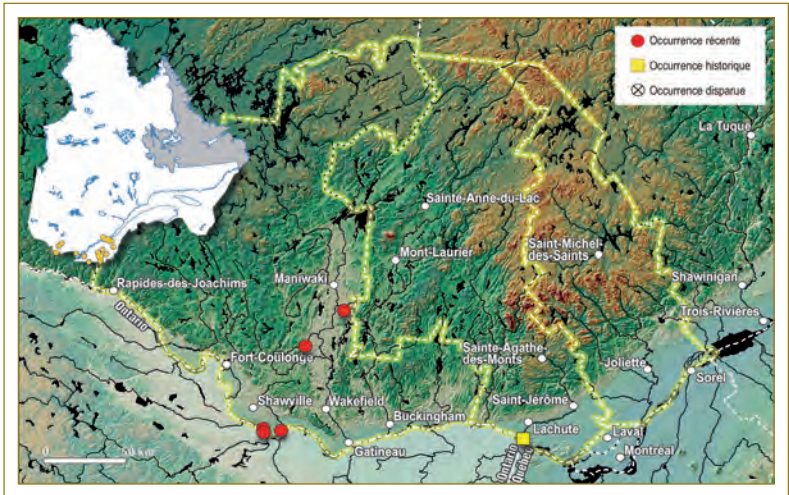 Occurrence récente
Occurrence historique
Occurrence disparue
La Tuque
Sainte-Anne-du-Lac
Saint-Michel-
des-Saints
Mont-Laurier
Maniwaki
Shawinigan
Rapides-des-Joachims
Trois-Rivières
Ontario
Fort-Coulonge
Sainte-Agathe-
des-Monts
Joliette
Sorel
Shawville
Wakefield
Saint-Jérôme
Buckingham
Lachute
Laval
Gatineau
Montréal
Ontario
Québec
0 50 km